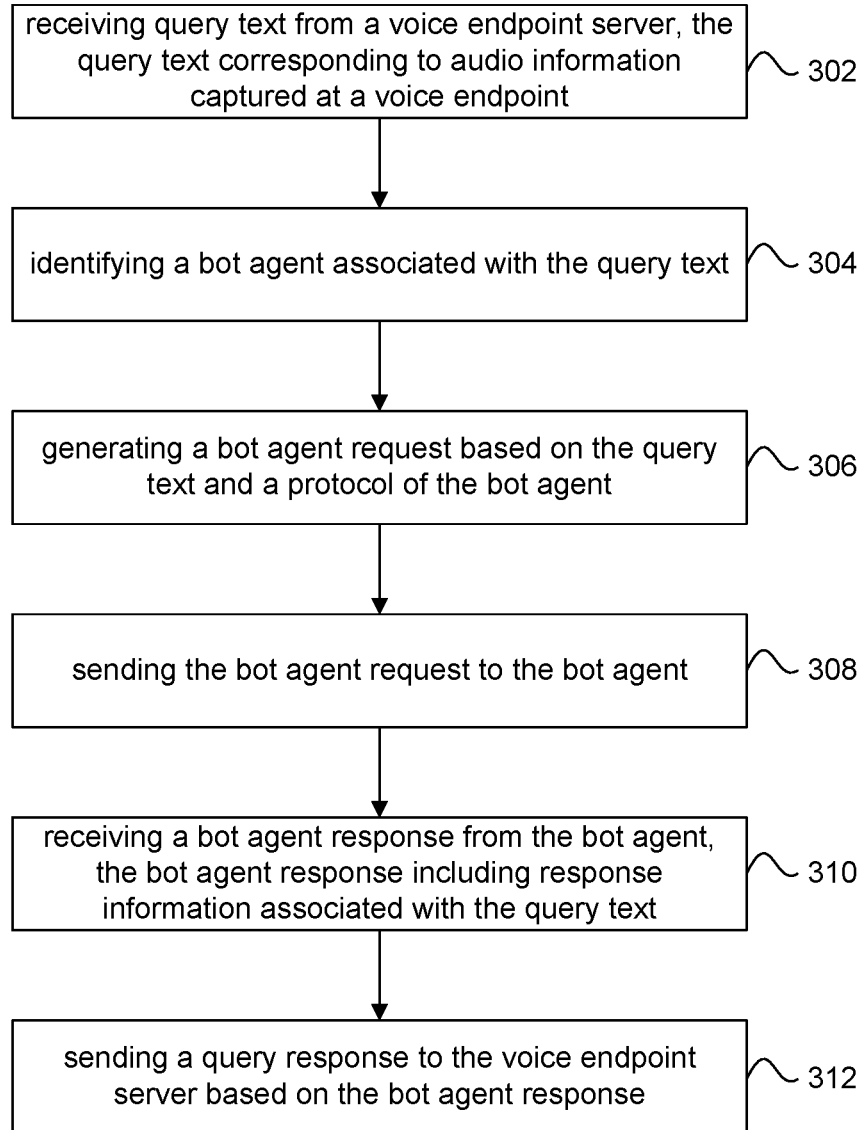 receiving query text from a voice endpoint server, the
query text corresponding to audio information
captured at a voice endpoint
302
identifying a bot agent associated with the query text
304
generating a bot agent request based on the query
text and a protocol of the bot agent
306
sending the bot agent request to the bot agent
308
receiving a bot agent response from the bot agent,
the bot agent response including response
information associated with the query text
310
sending a query response to the voice endpoint
server based on the bot agent response
312